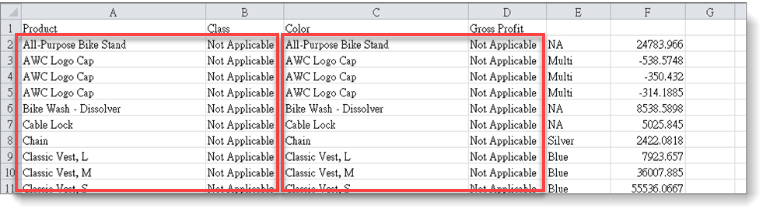 A B C D E F G
1 Product Class Color Gross Profit
2 All-Purpose Bike Stand Not Applicable All-Purpose Bike Stand Not Applicable NA 24783.966
3 AWC Logo Cap Not Applicable AWC Logo Cap Not Applicable Multi -538.5748
4 AWC Logo Cap Not Applicable AWC Logo Cap Not Applicable Multi -350.432
5 AWC Logo Cap Not Applicable AWC Logo Cap Not Applicable Multi -314.1885
6 Bike Wash - Dissolver Not Applicable Bike Wash - Dissolver Not Applicable NA 8538.5898
7 Cable Lock Not Applicable Cable Lock Not Applicable NA 5025.845
8 Chain Not Applicable Chain Not Applicable Silver 2422.0818
9 Classic Vest, L Not Applicable Classic Vest, L Not Applicable Blue 7923.657
10 Classic Vest, M Not Applicable Classic Vest, M Not Applicable Blue 36007.885
11 Classic Vest, S Not Applicable Classic Vest, S Not Applicable Blue 55536.0667